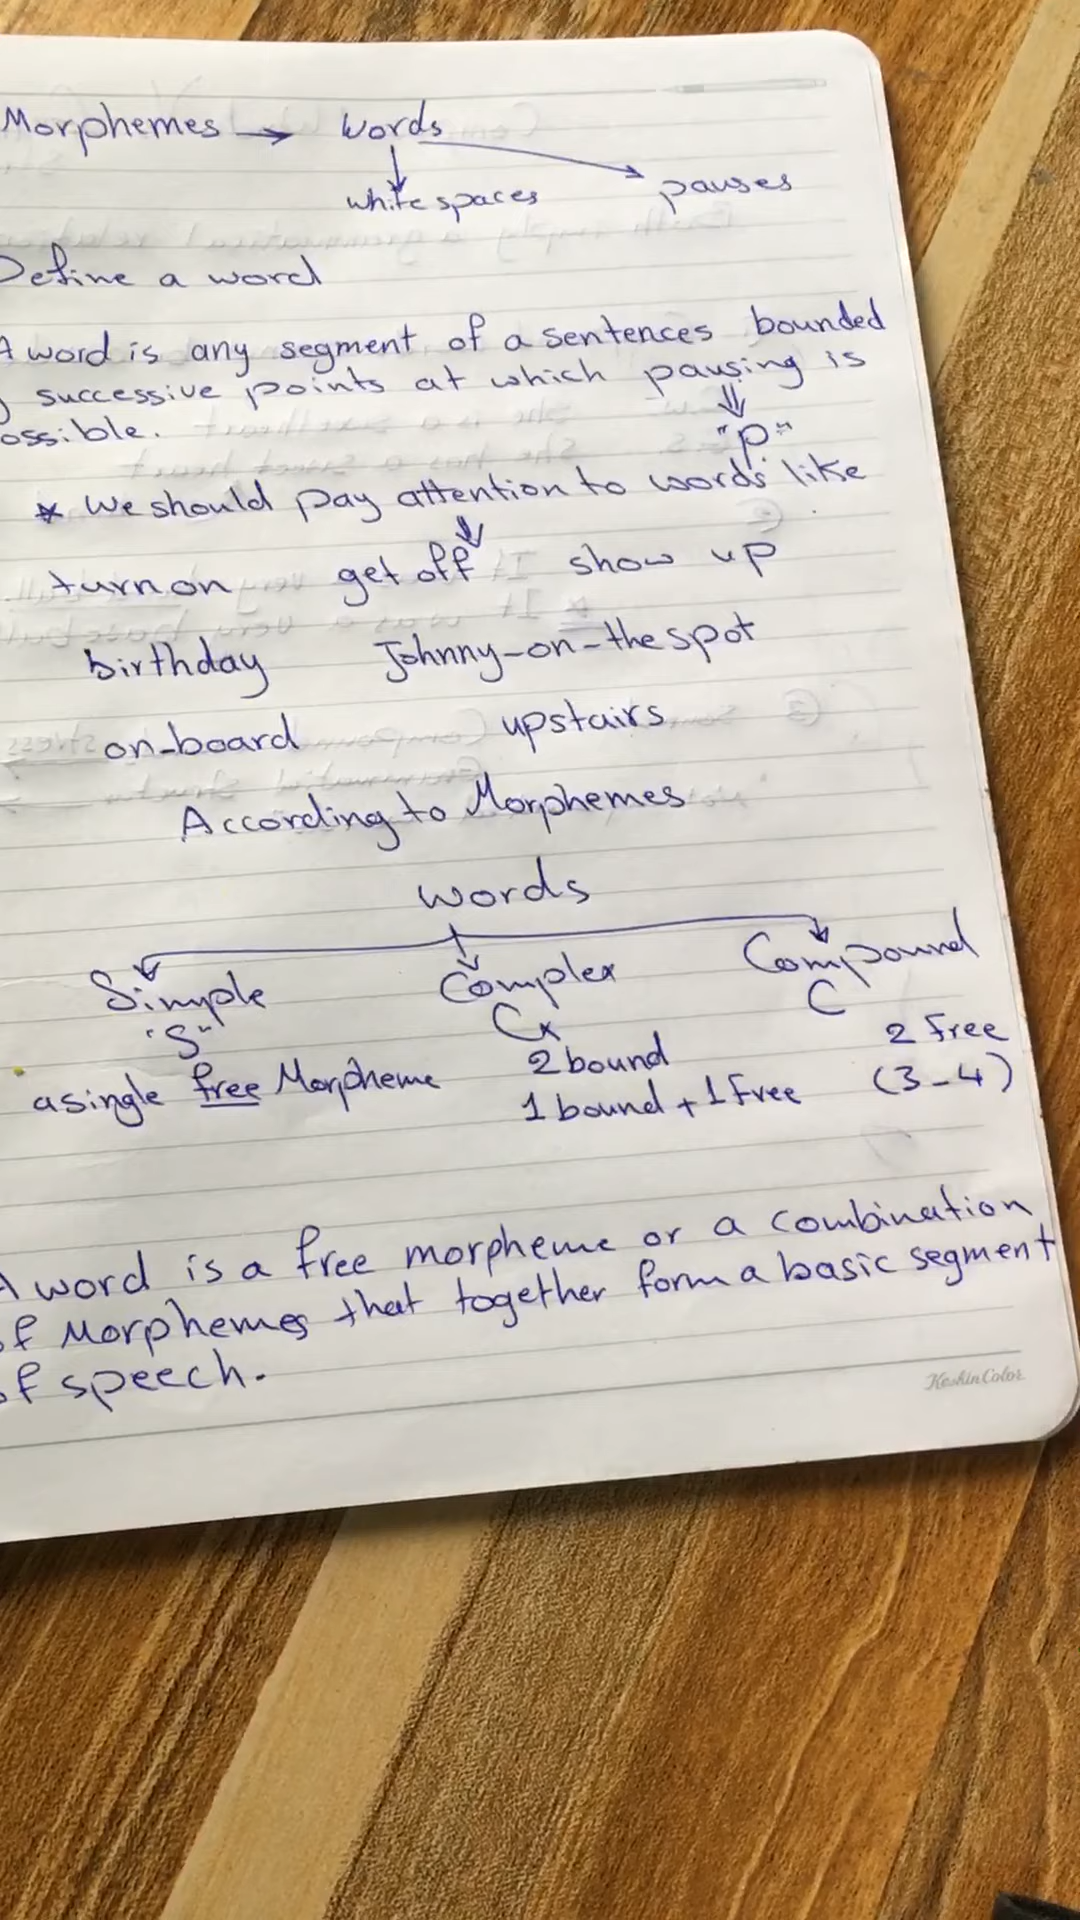 Morphemes → Words
white spaces pauses
Define a word
A word is any segment of a sentences bounded
successive points at which pausing is
ossible.
"P"
* We should pay attention to words like
turn on get off show up
birthday Johnny-on-the spot
on-board upstairs
According to Morphemes
words
Simple Complex Compound
"S" Cx C
a single free Morpheme 2 bound 2 free
1 bound + 1 Free (3-4)
A word is a free morpheme or a combination
of Morphemes that together form a basic segment
of speech.
KeskinColor